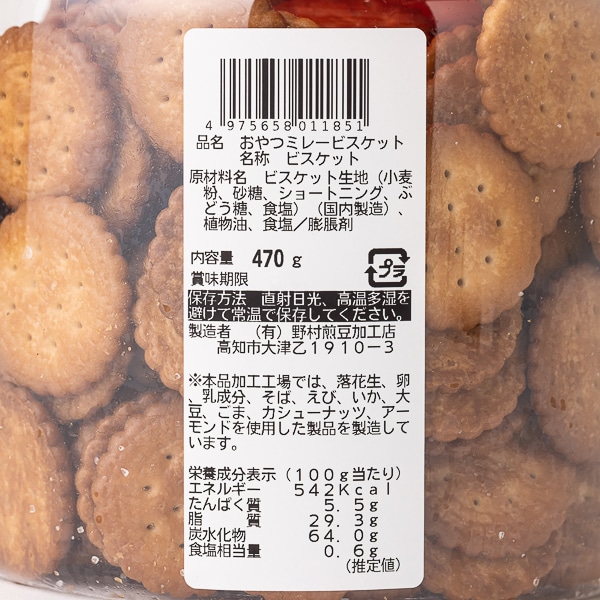 4 975658 011851
品名 おやつミレービスケット
名称 ビスケット
原材料名 ビスケット生地（小麦
粉、砂糖、ショートニング、ぶ
どう糖、食塩）（国内製造）、
植物油、食塩／膨脹剤
内容量 470g
プラ
賞味期限
保存方法 直射日光、高温多湿を
避けて常温で保存してください。
製造者 （有）野村煎豆加工店
高知市大津乙1910-3
※本品加工工場では、落花生、卵
、乳成分、そば、えび、いか、大
豆、ごま、カシューナッツ、アー
モンドを使用した製品を製造して
います。
栄養成分表示（100g当たり）
エネルギー 542Kcal
たんぱく質 5.5g
脂質 29.3g
炭水化物 64.0g
食塩相当量 0.6g
（推定値）